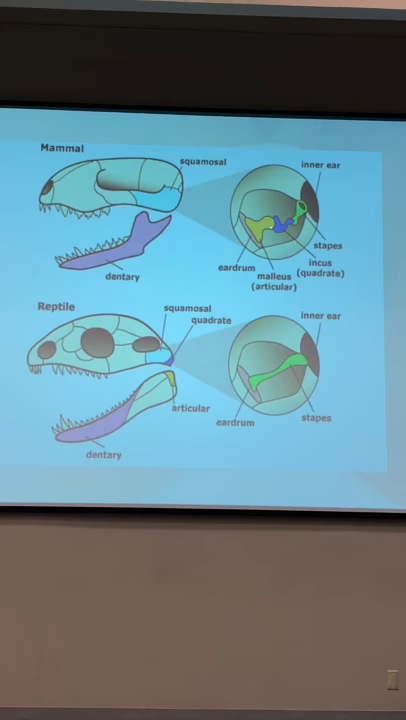 Mammal
squamosal
inner ear
stapes
incus
(quadrate)
eardrum
malleus
(articular)
dentary
Reptile
squamosal
quadrate
inner ear
articular
eardrum
stapes
dentary